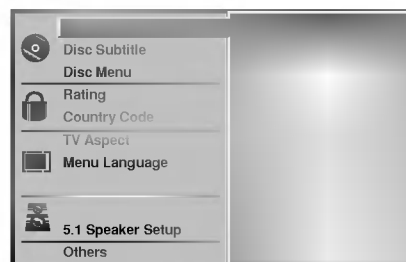 Disc Subtitle
Disc Menu
Rating
Country Code
TV Aspect
Menu Language
5.1 Speaker Setup
Others